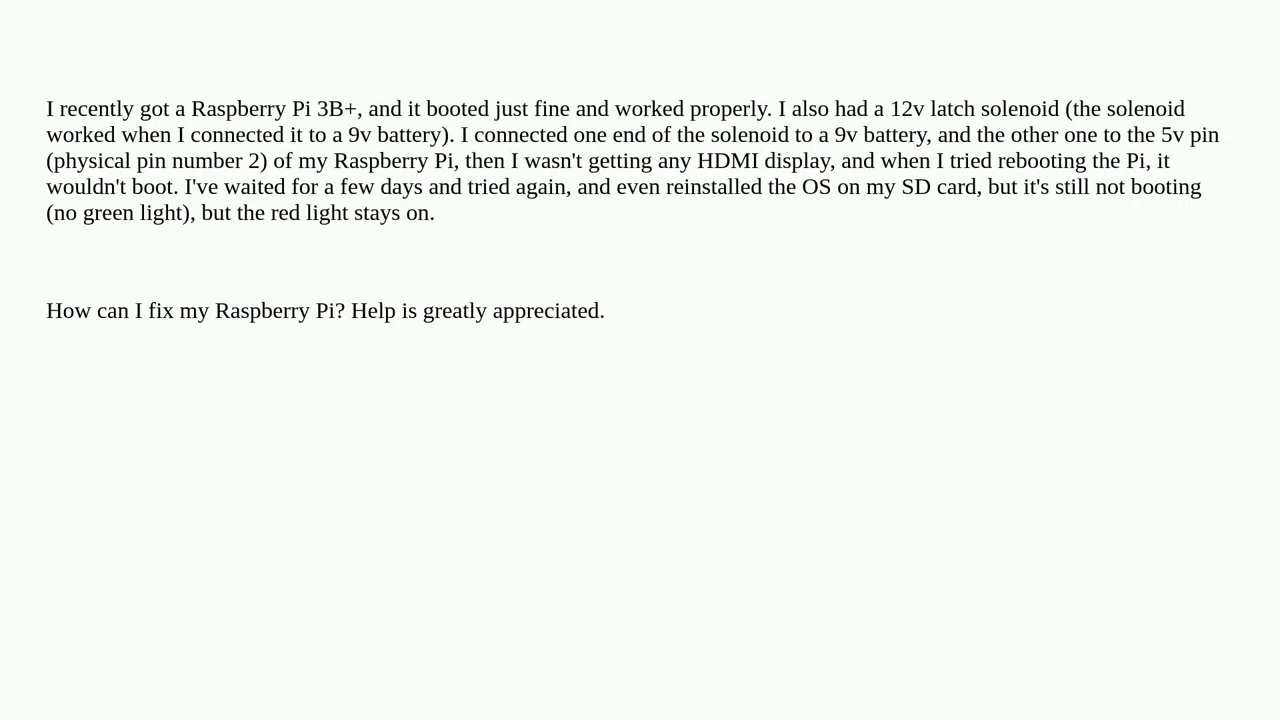 I recently got a Raspberry Pi 3B+, and it booted just fine and worked properly. I also had a 12v latch solenoid (the solenoid
worked when I connected it to a 9v battery). I connected one end of the solenoid to a 9v battery, and the other one to the 5v pin
(physical pin number 2) of my Raspberry Pi, then I wasn't getting any HDMI display, and when I tried rebooting the Pi, it
wouldn't boot. I've waited for a few days and tried again, and even reinstalled the OS on my SD card, but it's still not booting
(no green light), but the red light stays on.
How can I fix my Raspberry Pi? Help is greatly appreciated.